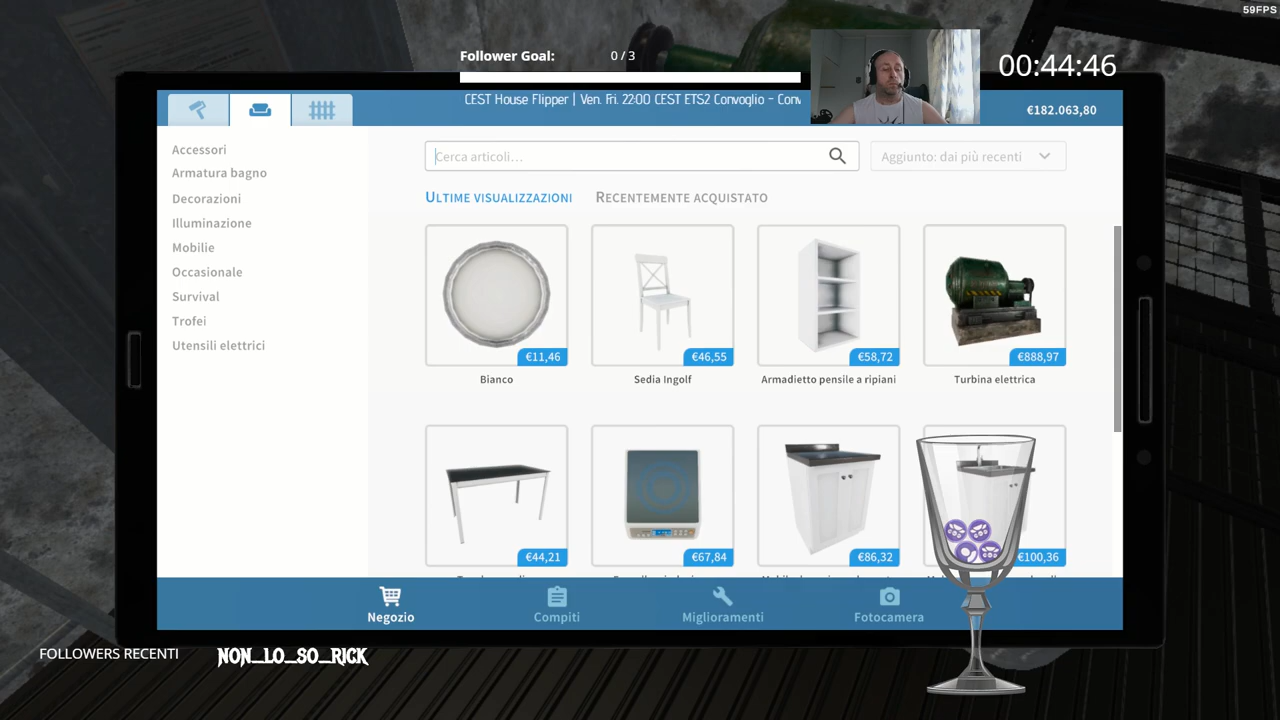 59FPS
Follower Goal:
0 / 3
00:44:46
CEST House Flipper | Ven. Fri. 22:00 CEST ETS2 Convoglio - Conv
€182.063,80
Accessori
Armatura bagno
Decorazioni
Illuminazione
Mobilie
Occasionale
Survival
Trofei
Utensili elettrici
Cerca articoli...
Aggiunto: dai più recenti
ULTIME VISUALIZZAZIONI
RECENTEMENTE ACQUISTATO
€11,46
€46,55
€58,72
€888,97
Bianco
Sedia Ingolf
Armadietto pensile a ripiani
Turbina elettrica
€44,21
€67,84
€86,32
€100,36
Negozio
Compiti
Miglioramenti
Fotocamera
FOLLOWERS RECENTI
NON_LO_SO_RICK